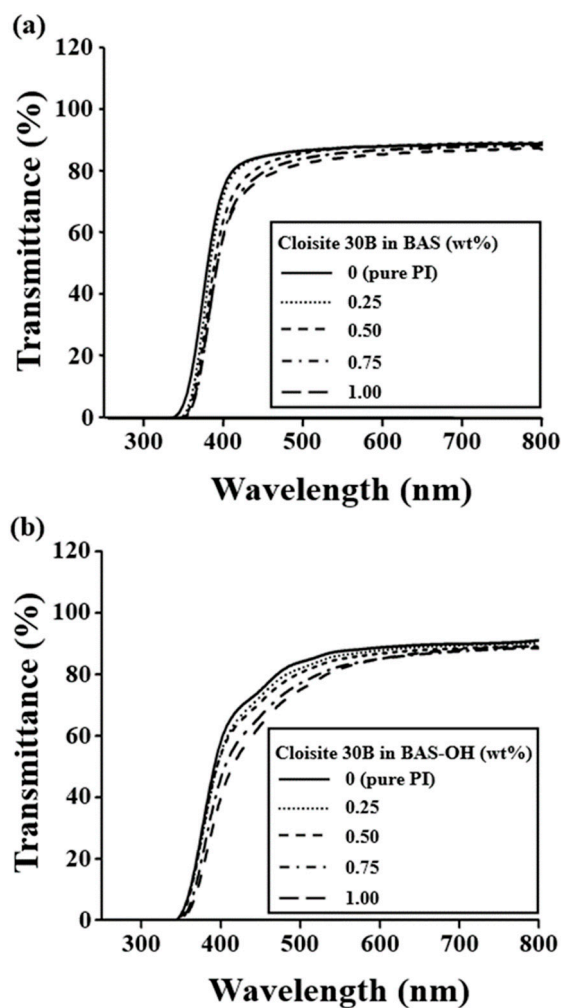 (a)
120
100
80
60
40
20
0
Transmittance (%)
Cloisite 30B in BAS (wt%)
0 (pure PI)
0.25
0.50
0.75
1.00
300 400 500 600 700 800
Wavelength (nm)
(b)
120
100
80
60
40
20
0
Transmittance (%)
Cloisite 30B in BAS-OH (wt%)
0 (pure PI)
0.25
0.50
0.75
1.00
300 400 500 600 700 800
Wavelength (nm)